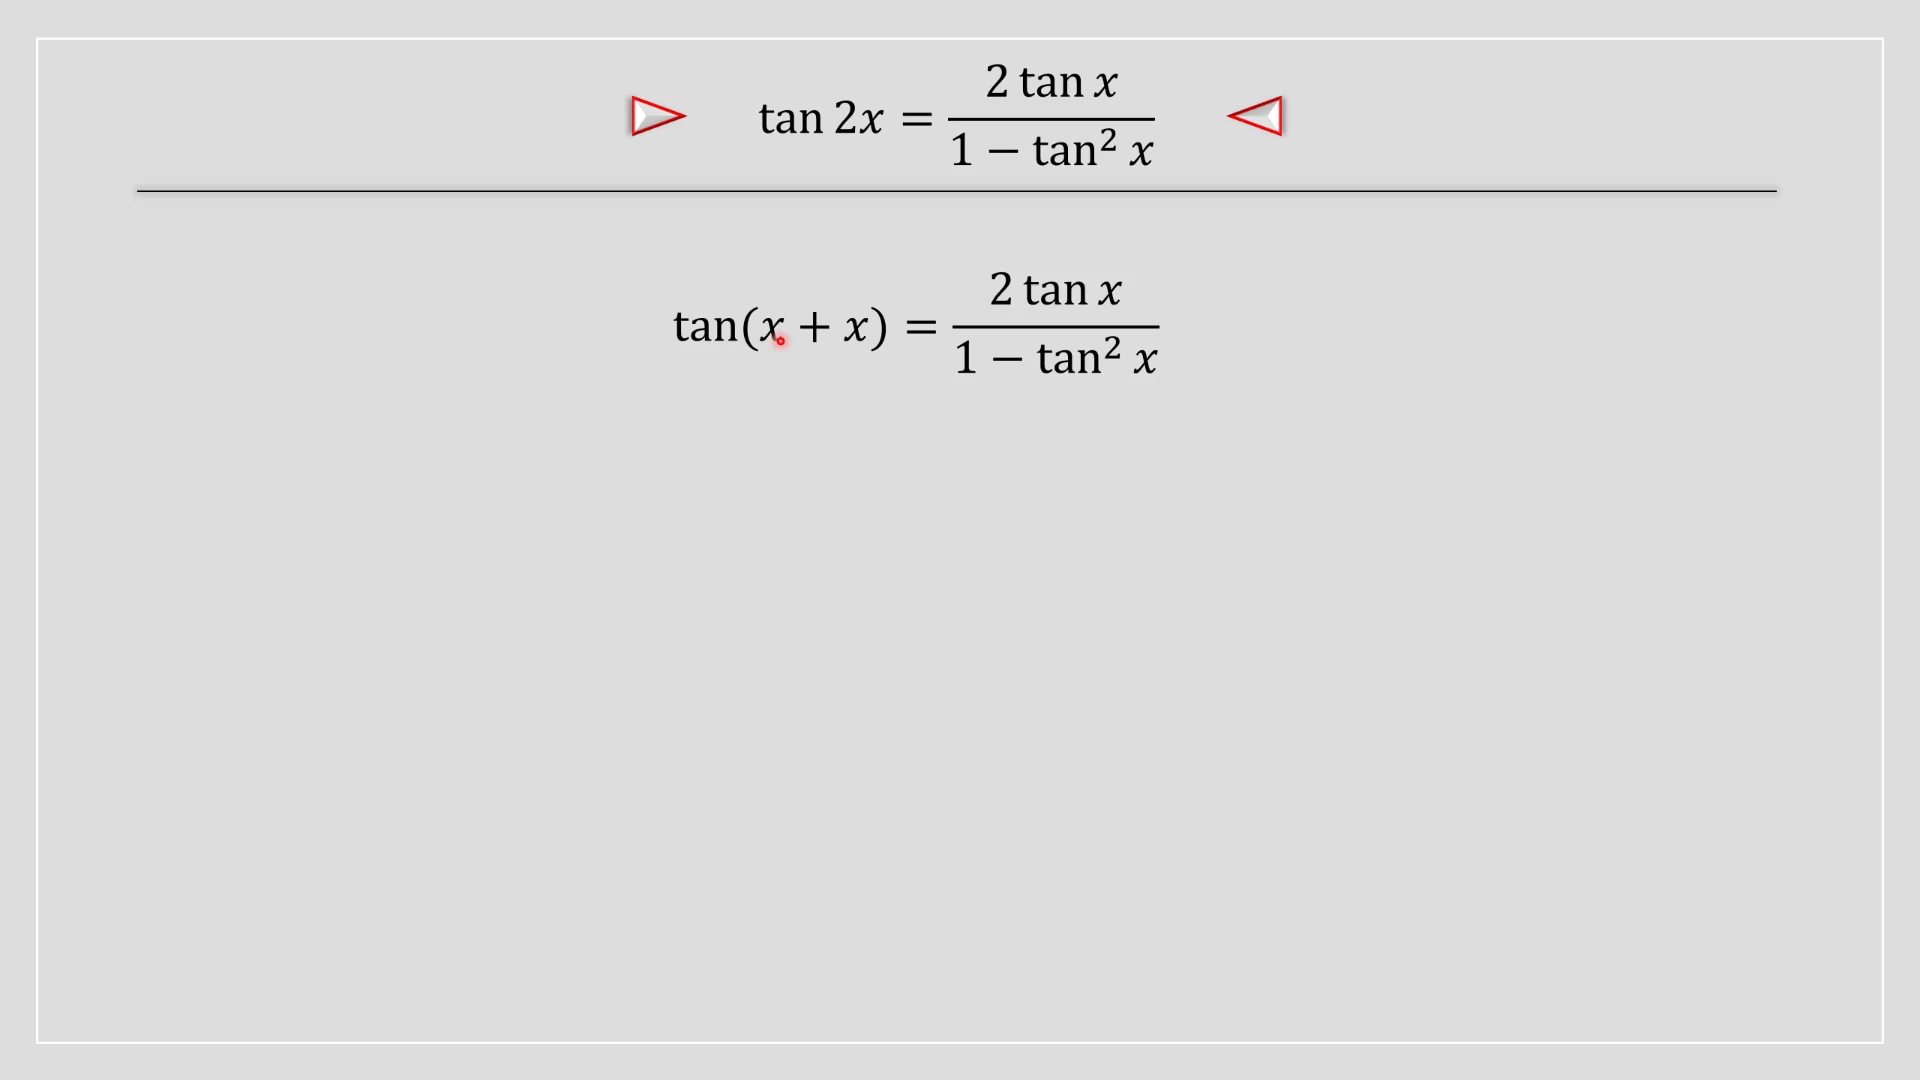 tan 2x = 2 tan x / 1 − tan² x
tan(x + x) = 2 tan x / 1 − tan² x